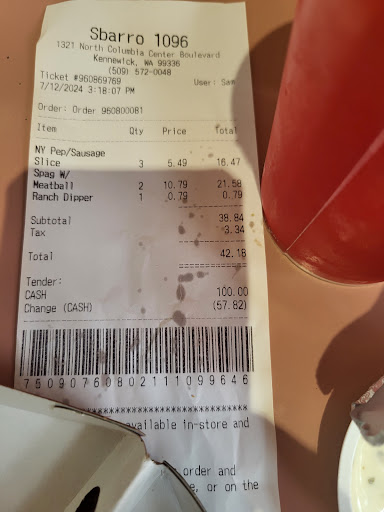 Sbarro 1096
1321 North Columbia Center Boulevard
Kennewick, WA 99336
(509) 572-0048
Ticket #960869769 User: Sam
7/12/2024 3:18:07 PM
Order: Order 960800081
Item Qty Price Total
NY Pep/Sausage
Slice 3 5.49 16.47
Spag W/
Meatball 2 10.79 21.58
Ranch Dipper 1 0.79 0.79
Subtotal 38.84
Tax 3.34
Total 42.18
Tender:
CASH 100.00
Change (CASH) (57.82)
75090760802111099646
available in-store and
order and
or on the